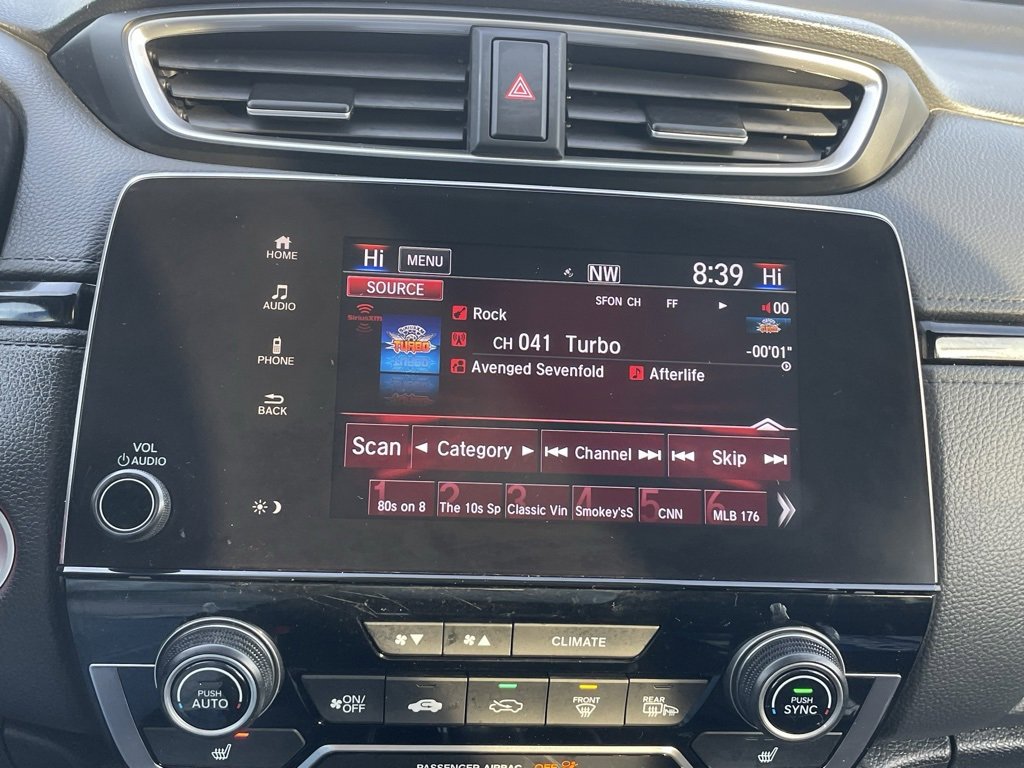 HOME
AUDIO
PHONE
BACK
VOL
AUDIO
Hi MENU NW 8:39 Hi
SOURCE
SFON CH FF
00
SiriusXM
TURBO
Rock
CH 041 Turbo
-00'01"
Avenged Sevenfold Afterlife
Scan Category Channel Skip
1 80s on 8
2 The 10s Sp
3 Classic Vin
4 Smokey'sS
5 CNN
6 MLB 176
CLIMATE
PUSH
AUTO
ON/
OFF
FRONT
REAR
PUSH
SYNC
PASSENGER AIRBAG OFF